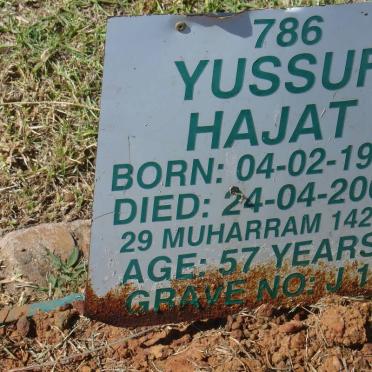 786
YUSSUF
HAJAT
BORN: 04-02-19
DIED: 24-04-200
29 MUHARRAM 142
AGE: 57 YEARS
GRAVE NO: J 1